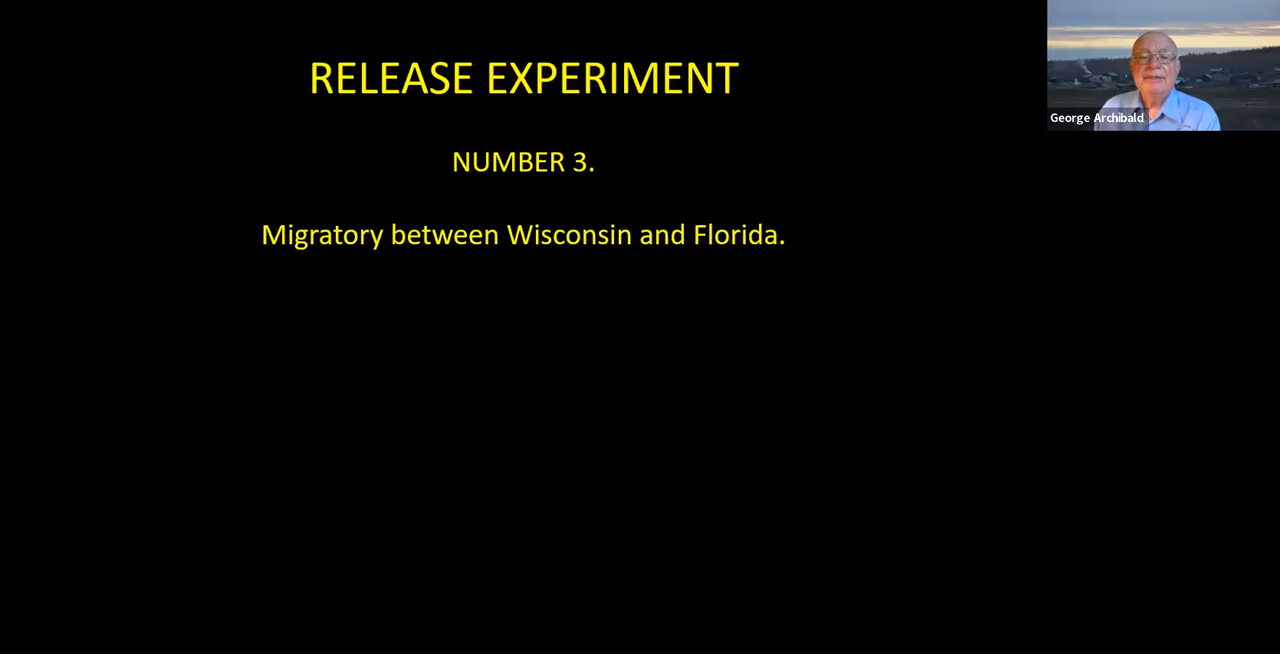 RELEASE EXPERIMENT
NUMBER 3.
Migratory between Wisconsin and Florida.
George Archibald